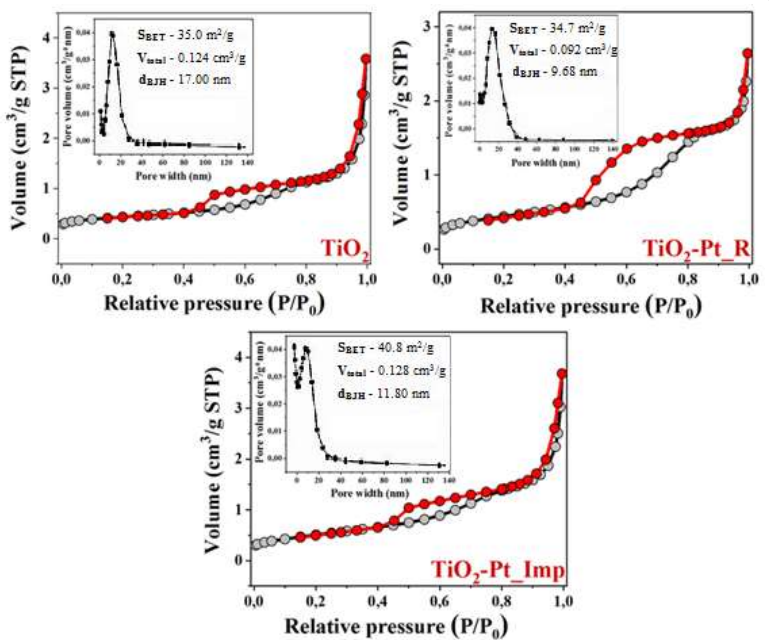 4
3
2
1
0
Volume (cm³/g STP)
0,04
0,03
0,02
0,01
0,00
Pore volume (cm³/g*nm)
S_BET - 35.0 m²/g
V_total - 0.124 cm³/g
d_BJH - 17.00 nm
0 20 40 60 80 100 120 140
Pore width (nm)
TiO₂
0,0 0,2 0,4 0,6 0,8 1,0
Relative pressure (P/P₀)
3
2
1
0
Volume (cm³/g STP)
0,04
0,03
0,02
0,01
0,00
Pore volume (cm³/g*nm)
S_BET - 34.7 m²/g
V_total - 0.092 cm³/g
d_BJH - 9.68 nm
0 20 40 60 80 100 120 140
Pore width (nm)
TiO₂-Pt_R
0,0 0,2 0,4 0,6 0,8 1,0
Relative pressure (P/P₀)
4
3
2
1
0
Volume (cm³/g STP)
0,04
0,03
0,02
0,01
0,00
Pore volume (cm³/g*nm)
S_BET - 40.8 m²/g
V_total - 0.128 cm³/g
d_BJH - 11.80 nm
0 20 40 60 80 100 120 140
Pore width (nm)
TiO₂-Pt_Imp
0,0 0,2 0,4 0,6 0,8 1,0
Relative pressure (P/P₀)